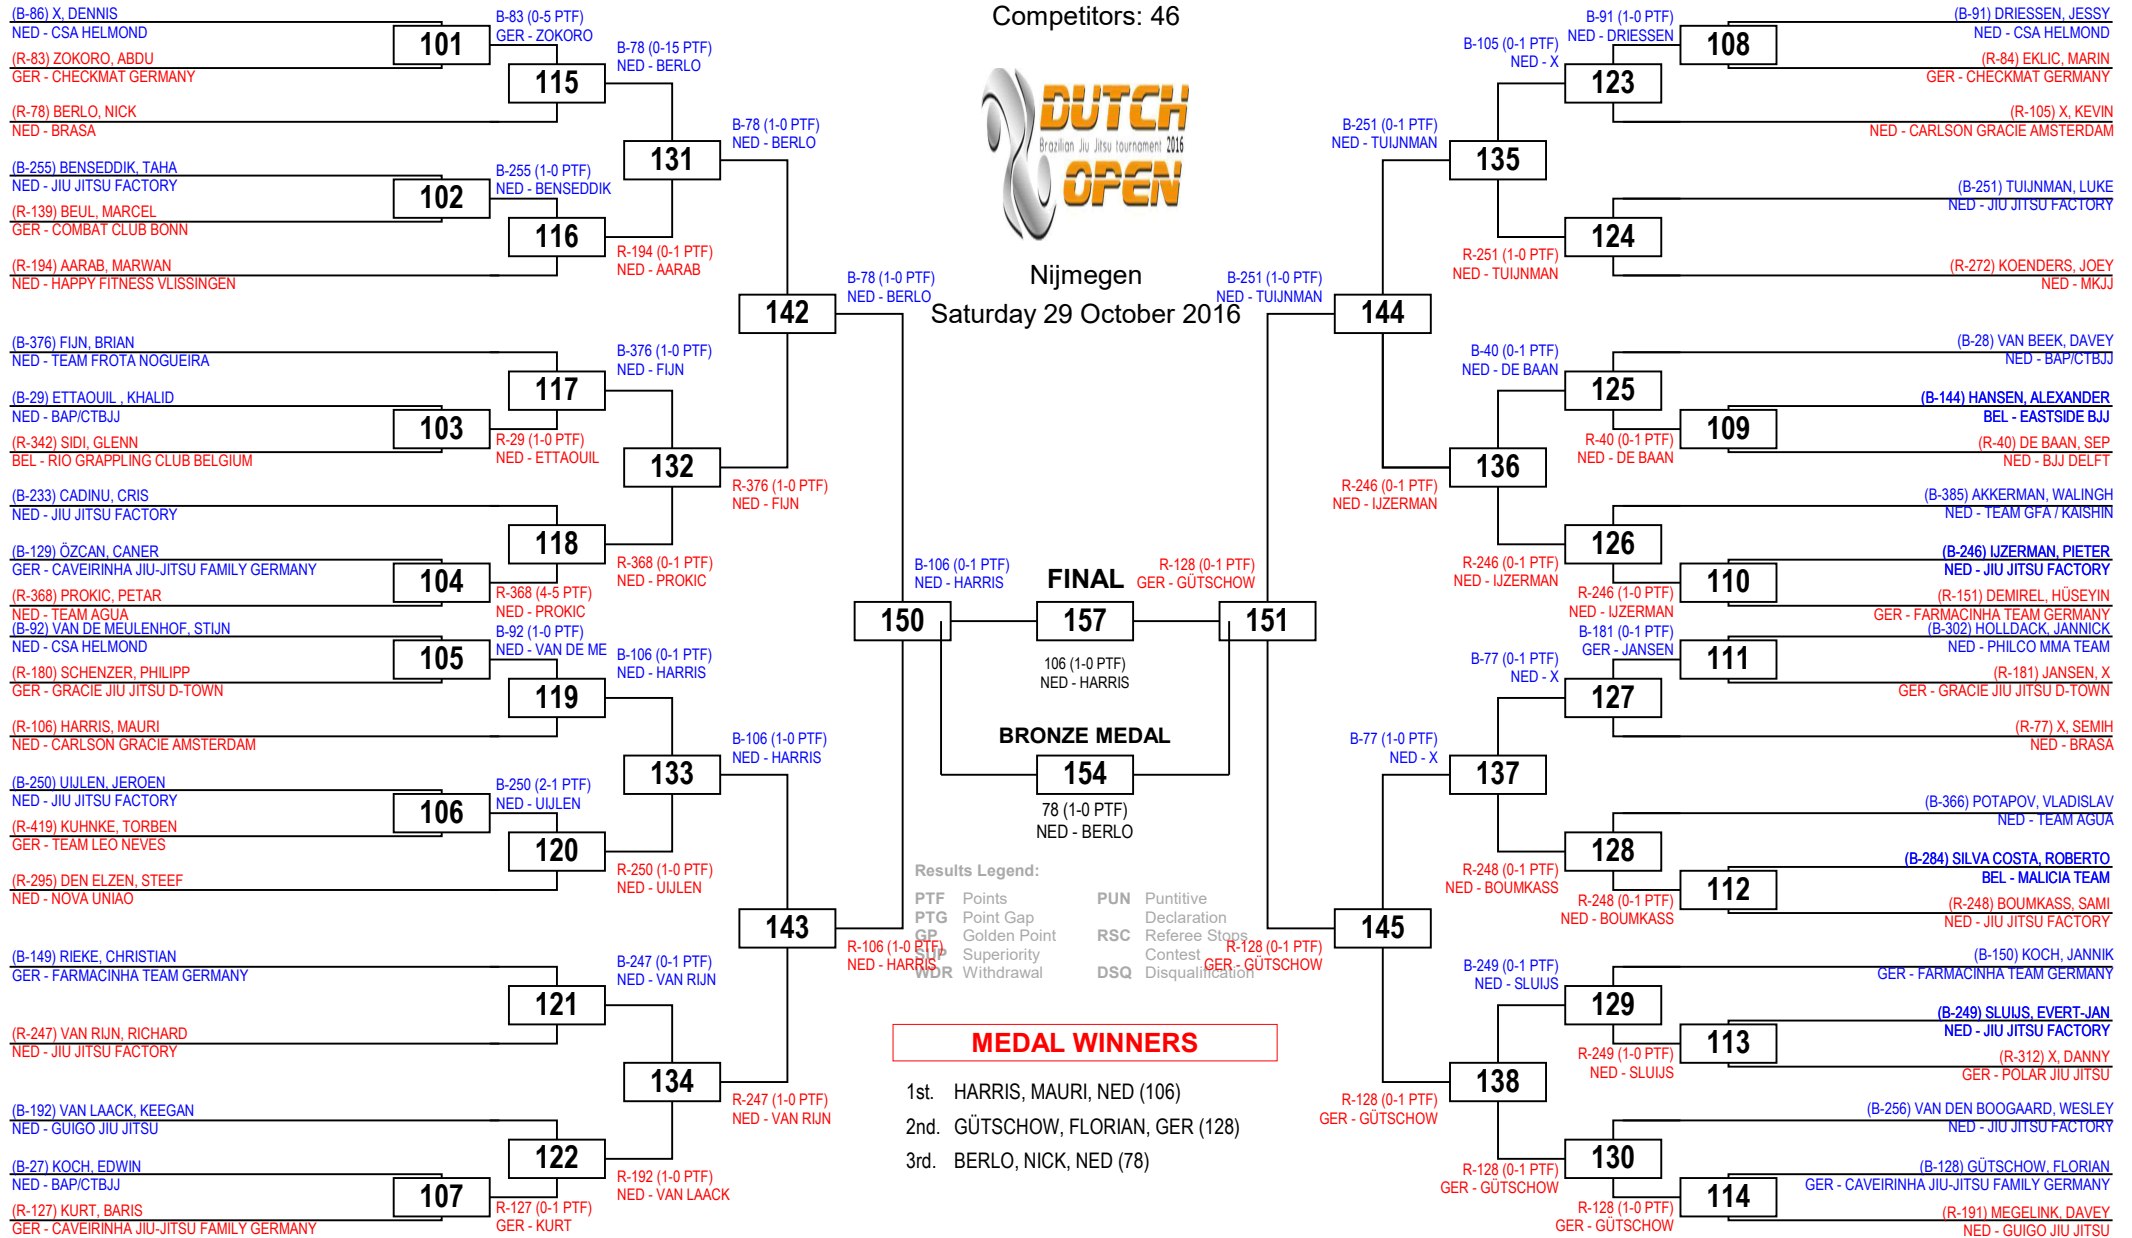 Competitors: 46
DUTCH
Brazilian Jiu Jitsu tournament 2016
OPEN
Nijmegen
Saturday 29 October 2016
(B-86) X, DENNIS
NED - CSA HELMOND
(R-83) ZOKORO, ABDU
GER - CHECKMAT GERMANY
101
B-83 (0-5 PTF)
GER - ZOKORO
(R-78) BERLO, NICK
NED - BRASA
115
B-78 (0-15 PTF)
NED - BERLO
(B-255) BENSEDDIK, TAHA
NED - JIU JITSU FACTORY
(R-139) BEUL, MARCEL
GER - COMBAT CLUB BONN
102
B-255 (1-0 PTF)
NED - BENSEDDIK
(R-194) AARAB, MARWAN
NED - HAPPY FITNESS VLISSINGEN
116
R-194 (0-1 PTF)
NED - AARAB
131
B-78 (1-0 PTF)
NED - BERLO
(B-376) FIJN, BRIAN
NED - TEAM FROTA NOGUEIRA
(B-29) ETTAOUIL , KHALID
NED - BAP/CTBJJ
(R-342) SIDI, GLENN
BEL - RIO GRAPPLING CLUB BELGIUM
103
R-29 (1-0 PTF)
NED - ETTAOUIL
117
B-376 (1-0 PTF)
NED - FIJN
(B-233) CADINU, CRIS
NED - JIU JITSU FACTORY
(B-129) ÖZCAN, CANER
GER - CAVEIRINHA JIU-JITSU FAMILY GERMANY
(R-368) PROKIC, PETAR
NED - TEAM AGUA
104
R-368 (4-5 PTF)
NED - PROKIC
118
R-368 (0-1 PTF)
NED - PROKIC
132
R-376 (1-0 PTF)
NED - FIJN
142
B-78 (1-0 PTF)
NED - BERLO
(B-92) VAN DE MEULENHOF, STIJN
NED - CSA HELMOND
(R-180) SCHENZER, PHILIPP
GER - GRACIE JIU JITSU D-TOWN
105
B-92 (1-0 PTF)
NED - VAN DE ME
(R-106) HARRIS, MAURI
NED - CARLSON GRACIE AMSTERDAM
119
B-106 (0-1 PTF)
NED - HARRIS
(B-250) UIJLEN, JEROEN
NED - JIU JITSU FACTORY
(R-419) KUHNKE, TORBEN
GER - TEAM LEO NEVES
106
B-250 (2-1 PTF)
NED - UIJLEN
(R-295) DEN ELZEN, STEEF
NED - NOVA UNIAO
120
R-250 (1-0 PTF)
NED - UIJLEN
133
B-106 (1-0 PTF)
NED - HARRIS
(B-149) RIEKE, CHRISTIAN
GER - FARMACINHA TEAM GERMANY
(R-247) VAN RIJN, RICHARD
NED - JIU JITSU FACTORY
121
B-247 (0-1 PTF)
NED - VAN RIJN
(B-192) VAN LAACK, KEEGAN
NED - GUIGO JIU JITSU
(B-27) KOCH, EDWIN
NED - BAP/CTBJJ
(R-127) KURT, BARIS
GER - CAVEIRINHA JIU-JITSU FAMILY GERMANY
107
R-127 (0-1 PTF)
GER - KURT
122
R-192 (1-0 PTF)
NED - VAN LAACK
134
R-247 (1-0 PTF)
NED - VAN RIJN
143
R-106 (1-0 PTF)
NED - HARRIS
150
B-106 (0-1 PTF)
NED - HARRIS
FINAL
157
106 (1-0 PTF)
NED - HARRIS
BRONZE MEDAL
154
78 (1-0 PTF)
NED - BERLO
R-128 (0-1 PTF)
GER - GÜTSCHOW
151
Results Legend:
PTF Points
PTG Point Gap
GP Golden Point
SUP Superiority
WDR Withdrawal
PUN Puntitive
Declaration
RSC Referee Stops
Contest
DSQ Disqualification
MEDAL WINNERS
1st. HARRIS, MAURI, NED (106)
2nd. GÜTSCHOW, FLORIAN, GER (128)
3rd. BERLO, NICK, NED (78)
B-91 (1-0 PTF)
NED - DRIESSEN
108
(B-91) DRIESSEN, JESSY
NED - CSA HELMOND
(R-84) EKLIC, MARIN
GER - CHECKMAT GERMANY
B-105 (0-1 PTF)
NED - X
123
(R-105) X, KEVIN
NED - CARLSON GRACIE AMSTERDAM
B-251 (0-1 PTF)
NED - TUIJNMAN
135
(B-251) TUIJNMAN, LUKE
NED - JIU JITSU FACTORY
124
R-251 (1-0 PTF)
NED - TUIJNMAN
(R-272) KOENDERS, JOEY
NED - MKJJ
B-251 (1-0 PTF)
NED - TUIJNMAN
144
(B-28) VAN BEEK, DAVEY
NED - BAP/CTBJJ
B-40 (0-1 PTF)
NED - DE BAAN
125
(B-144) HANSEN, ALEXANDER
BEL - EASTSIDE BJJ
109
R-40 (0-1 PTF)
NED - DE BAAN
(R-40) DE BAAN, SEP
NED - BJJ DELFT
136
R-246 (0-1 PTF)
NED - IJZERMAN
(B-385) AKKERMAN, WALINGH
NED - TEAM GFA / KAISHIN
126
R-246 (0-1 PTF)
NED - IJZERMAN
(B-246) IJZERMAN, PIETER
NED - JIU JITSU FACTORY
110
R-246 (1-0 PTF)
NED - IJZERMAN
(R-151) DEMIREL, HÜSEYIN
GER - FARMACINHA TEAM GERMANY
B-181 (0-1 PTF)
GER - JANSEN
111
(B-302) HOLLDACK, JANNICK
NED - PHILCO MMA TEAM
(R-181) JANSEN, X
GER - GRACIE JIU JITSU D-TOWN
B-77 (0-1 PTF)
NED - X
127
(R-77) X, SEMIH
NED - BRASA
B-77 (1-0 PTF)
NED - X
137
(B-366) POTAPOV, VLADISLAV
NED - TEAM AGUA
128
R-248 (0-1 PTF)
NED - BOUMKASS
(B-284) SILVA COSTA, ROBERTO
BEL - MALICIA TEAM
112
R-248 (0-1 PTF)
NED - BOUMKASS
(R-248) BOUMKASS, SAMI
NED - JIU JITSU FACTORY
145
R-128 (0-1 PTF)
GER - GÜTSCHOW
(B-150) KOCH, JANNIK
GER - FARMACINHA TEAM GERMANY
B-249 (0-1 PTF)
NED - SLUIJS
129
(B-249) SLUIJS, EVERT-JAN
NED - JIU JITSU FACTORY
113
R-249 (1-0 PTF)
NED - SLUIJS
(R-312) X, DANNY
GER - POLAR JIU JITSU
138
R-128 (0-1 PTF)
GER - GÜTSCHOW
(B-256) VAN DEN BOOGAARD, WESLEY
NED - JIU JITSU FACTORY
130
R-128 (0-1 PTF)
GER - GÜTSCHOW
(B-128) GÜTSCHOW, FLORIAN
GER - CAVEIRINHA JIU-JITSU FAMILY GERMANY
114
R-128 (1-0 PTF)
GER - GÜTSCHOW
(R-191) MEGELINK, DAVEY
NED - GUIGO JIU JITSU